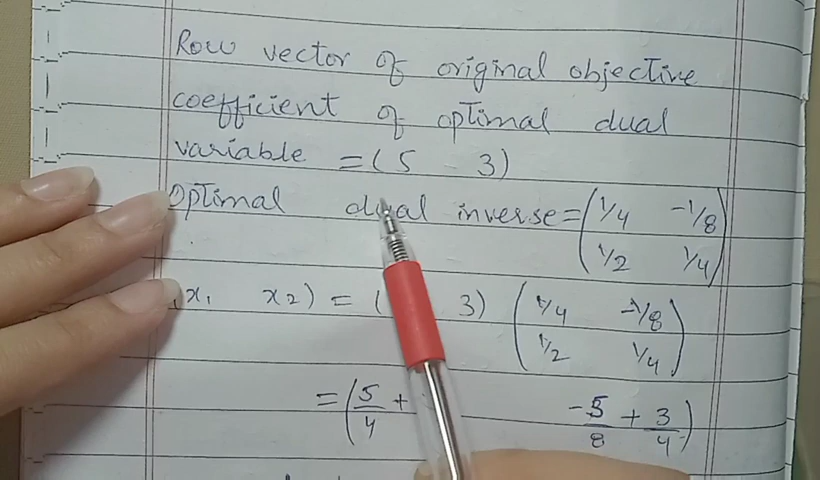 Row vector of original objective
coefficient of optimal dual
variable = (5 - 3)
Optimal dual inverse = (1/4 -1/8
1/2 1/4)
x1 x2) = ( 3) (1/4 -1/8
1/2 1/4)
= (5/4 + -5/8 + 3/4)